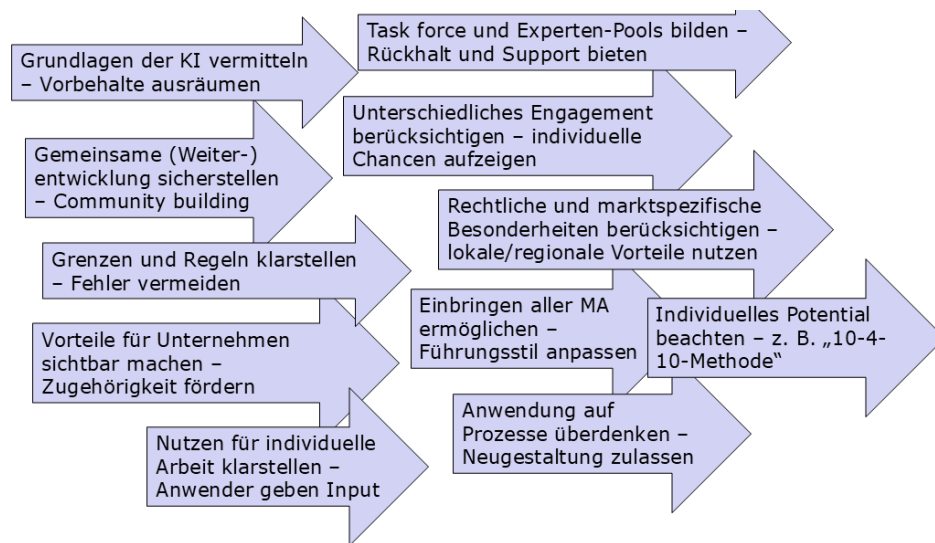 Grundlagen der KI vermitteln
– Vorbehalte ausräumen
Gemeinsame (Weiter-)
entwicklung sicherstellen
– Community building
Grenzen und Regeln klarstellen
– Fehler vermeiden
Vorteile für Unternehmen
sichtbar machen –
Zugehörigkeit fördern
Nutzen für individuelle
Arbeit klarstellen –
Anwender geben Input
Task force und Experten-Pools bilden –
Rückhalt und Support bieten
Unterschiedliches Engagement
berücksichtigen – individuelle
Chancen aufzeigen
Rechtliche und marktspezifische
Besonderheiten berücksichtigen –
lokale/regionale Vorteile nutzen
Einbringen aller MA
ermöglichen –
Führungsstil anpassen
Anwendung auf
Prozesse überdenken –
Neugestaltung zulassen
Individuelles Potential
beachten – z. B. „10-4-
10-Methode“